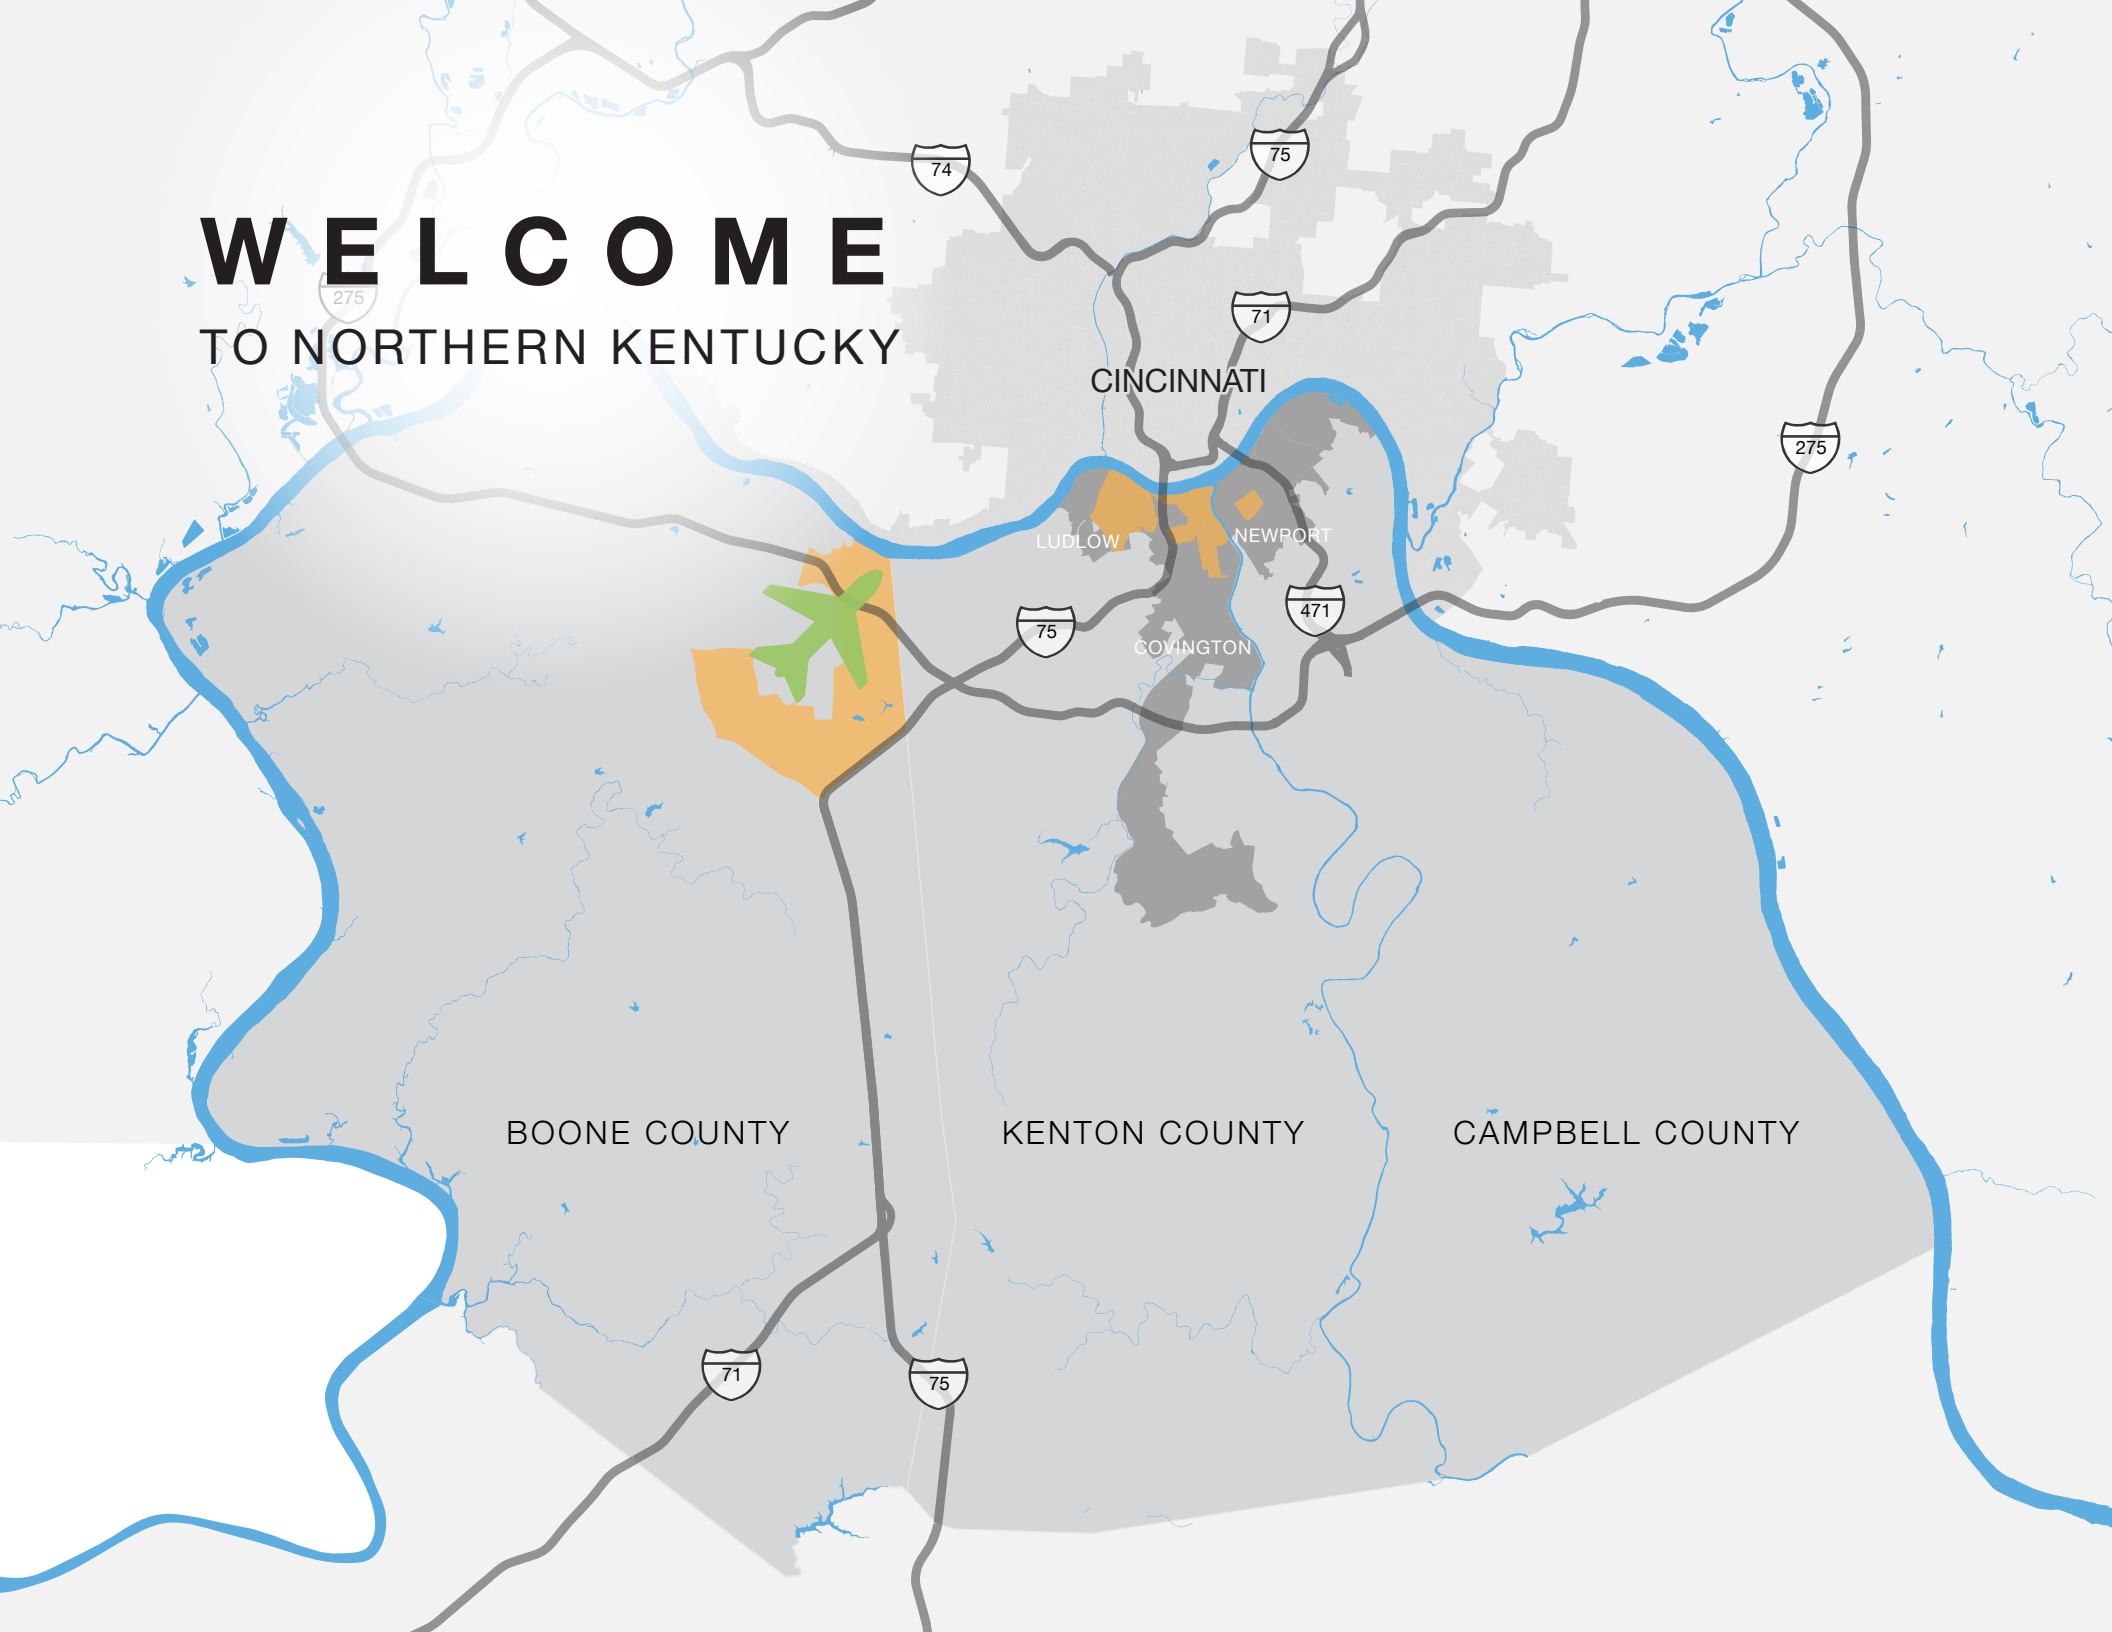 WELCOME
TO NORTHERN KENTUCKY
74
75
275
71
CINCINNATI
275
LUDLOW
NEWPORT
75
471
COVINGTON
BOONE COUNTY
KENTON COUNTY
CAMPBELL COUNTY
71
75